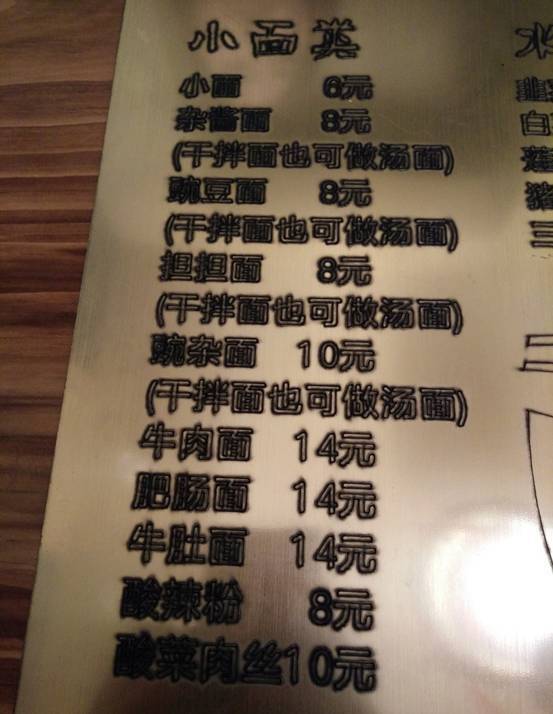 小面类
小面 6元
杂酱面 8元
(干拌面也可做汤面)
豌豆面 8元
(干拌面也可做汤面)
担担面 8元
(干拌面也可做汤面)
豌杂面 10元
(干拌面也可做汤面)
牛肉面 14元
肥肠面 14元
牛肚面 14元
酸辣粉 8元
酸菜肉丝10元
白
猪
三